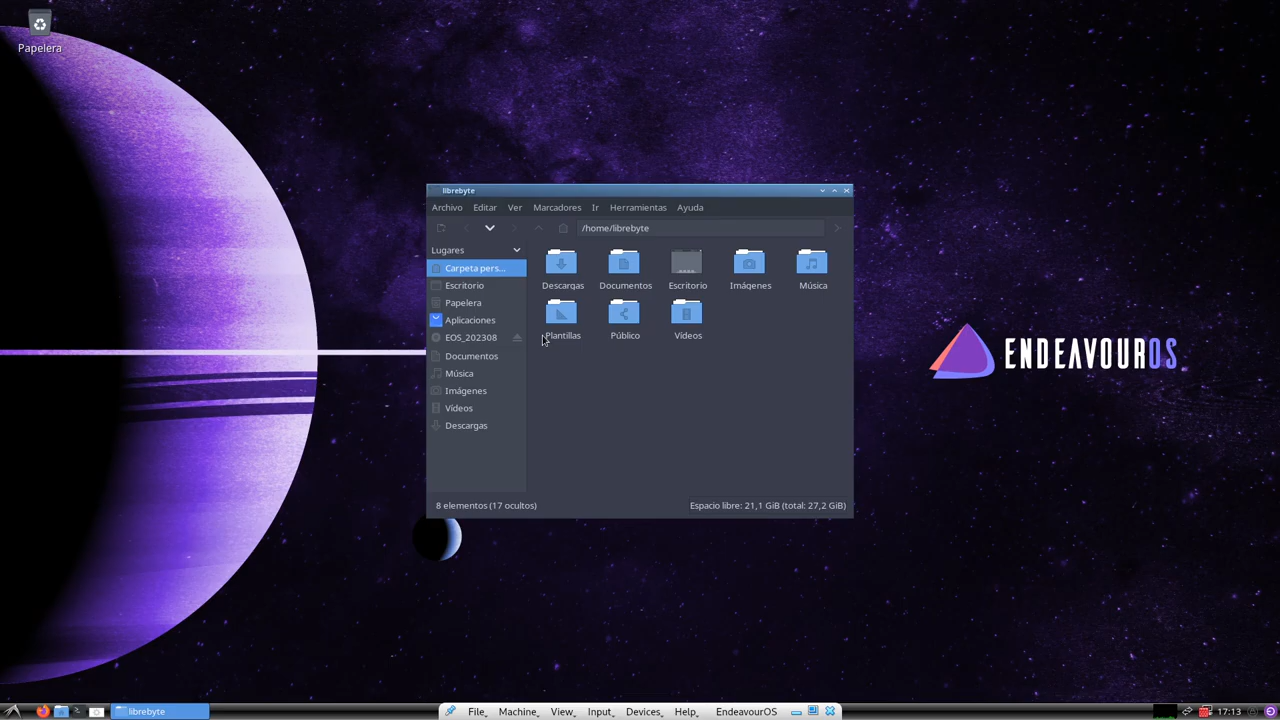 Papelera
librebyte
Archivo Editar Ver Marcadores Ir Herramientas Ayuda
/home/librebyte
Lugares
Carpeta pers...
Escritorio
Papelera
Aplicaciones
EOS_202308
Documentos
Música
Imágenes
Vídeos
Descargas
Descargas Documentos Escritorio Imágenes Música
Plantillas Público Vídeos
8 elementos (17 ocultos) Espacio libre: 21,1 GiB (total: 27,2 GiB)
ENDEAVOUROS
librebyte File Machine View Input Devices Help EndeavourOS 17:13